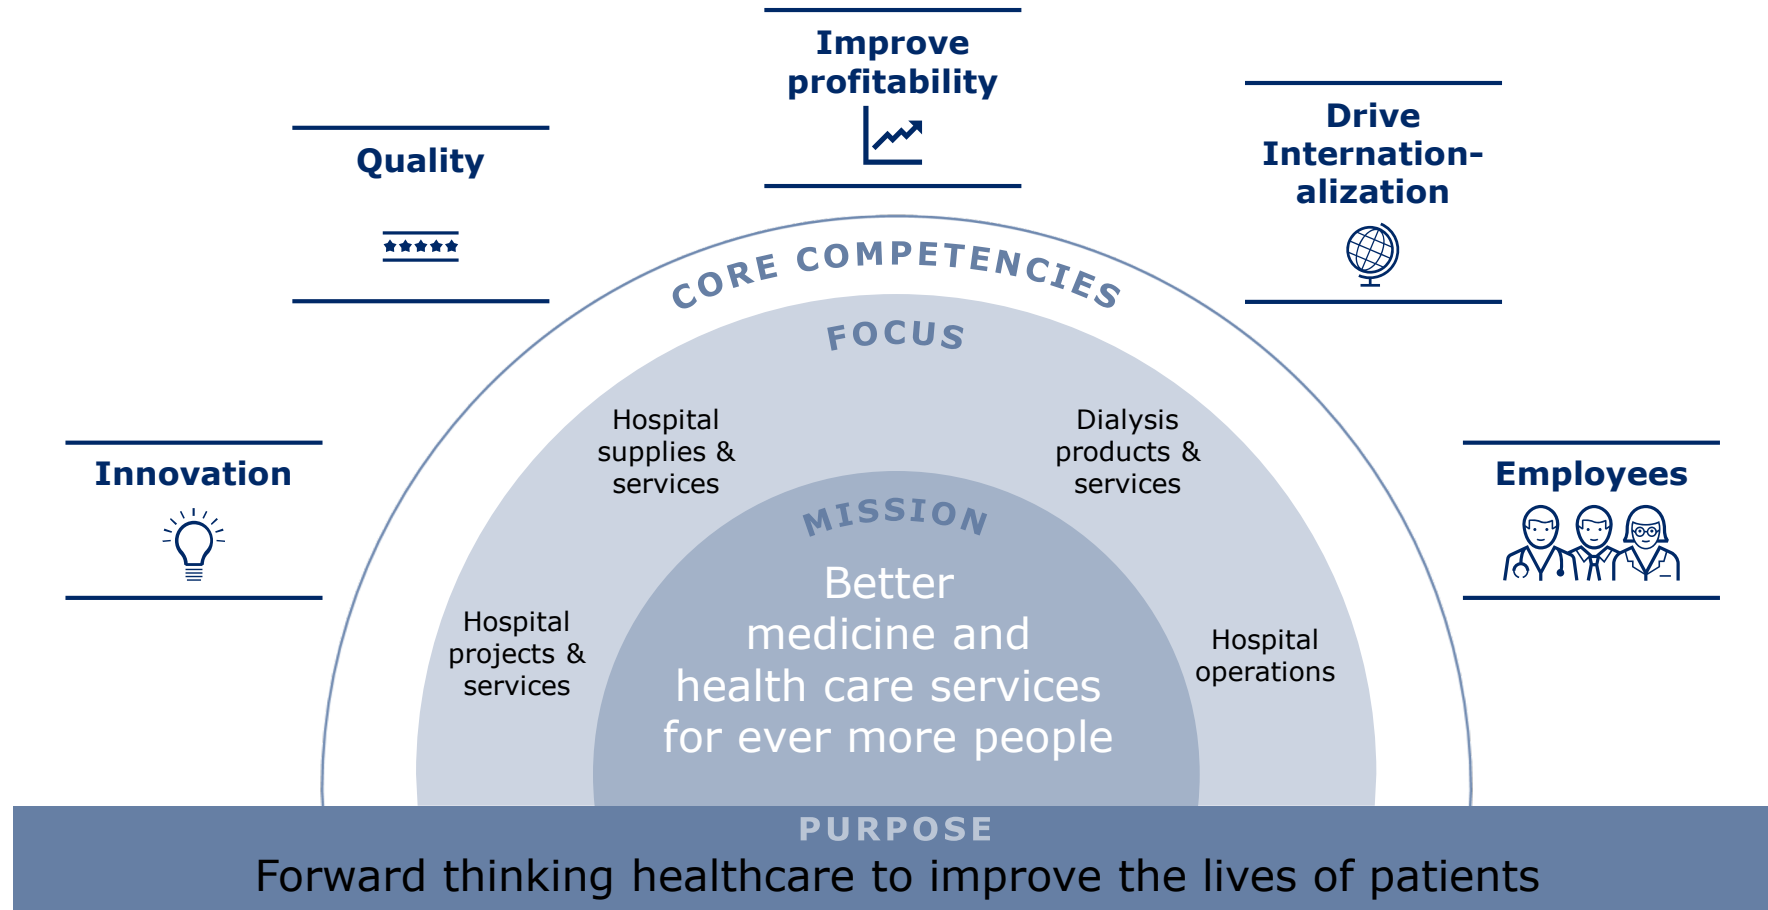 Improve
profitability
Drive
Internation-
alization
Quality
CORE COMPETENCIES
FOCUS
Hospital
supplies &
services
Dialysis
products &
services
Innovation
Employees
MISSION
Better
medicine and
health care services
for ever more people
Hospital
projects &
services
Hospital
operations
PURPOSE
Forward thinking healthcare to improve the lives of patients